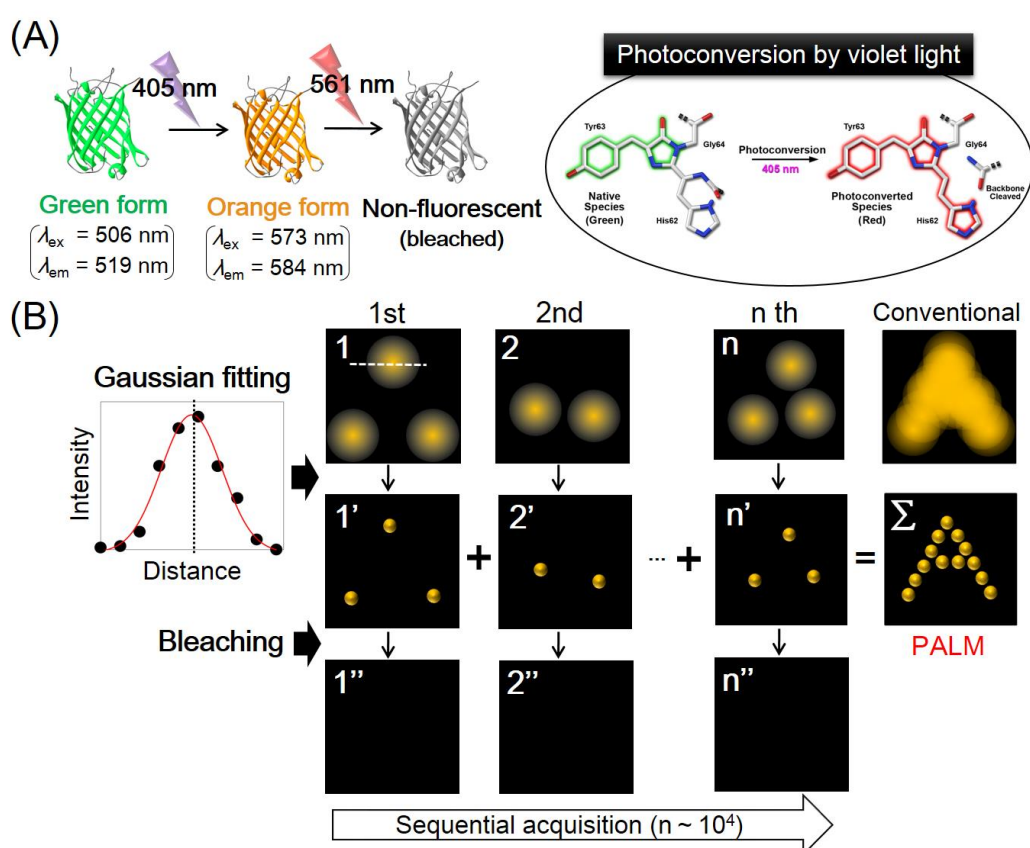 (A)
405 nm
561 nm
Green form
λex = 506 nm
λem = 519 nm
Orange form
λex = 573 nm
λem = 584 nm
Non-fluorescent
(bleached)
Photoconversion by violet light
Tyr63
Gly64
Native
Species
(Green)
His62
Photoconversion
405 nm
Tyr63
Gly64
Backbone
Cleaved
Photoconverted
Species
(Red)
His62
(B)
1st
2nd
n th
Conventional
Gaussian fitting
Intensity
Distance
1
2
n
1’
+
2’
...
+
n’
=
Σ
PALM
Bleaching
1’’
2’’
n’’
Sequential acquisition (n ~ 10⁴)